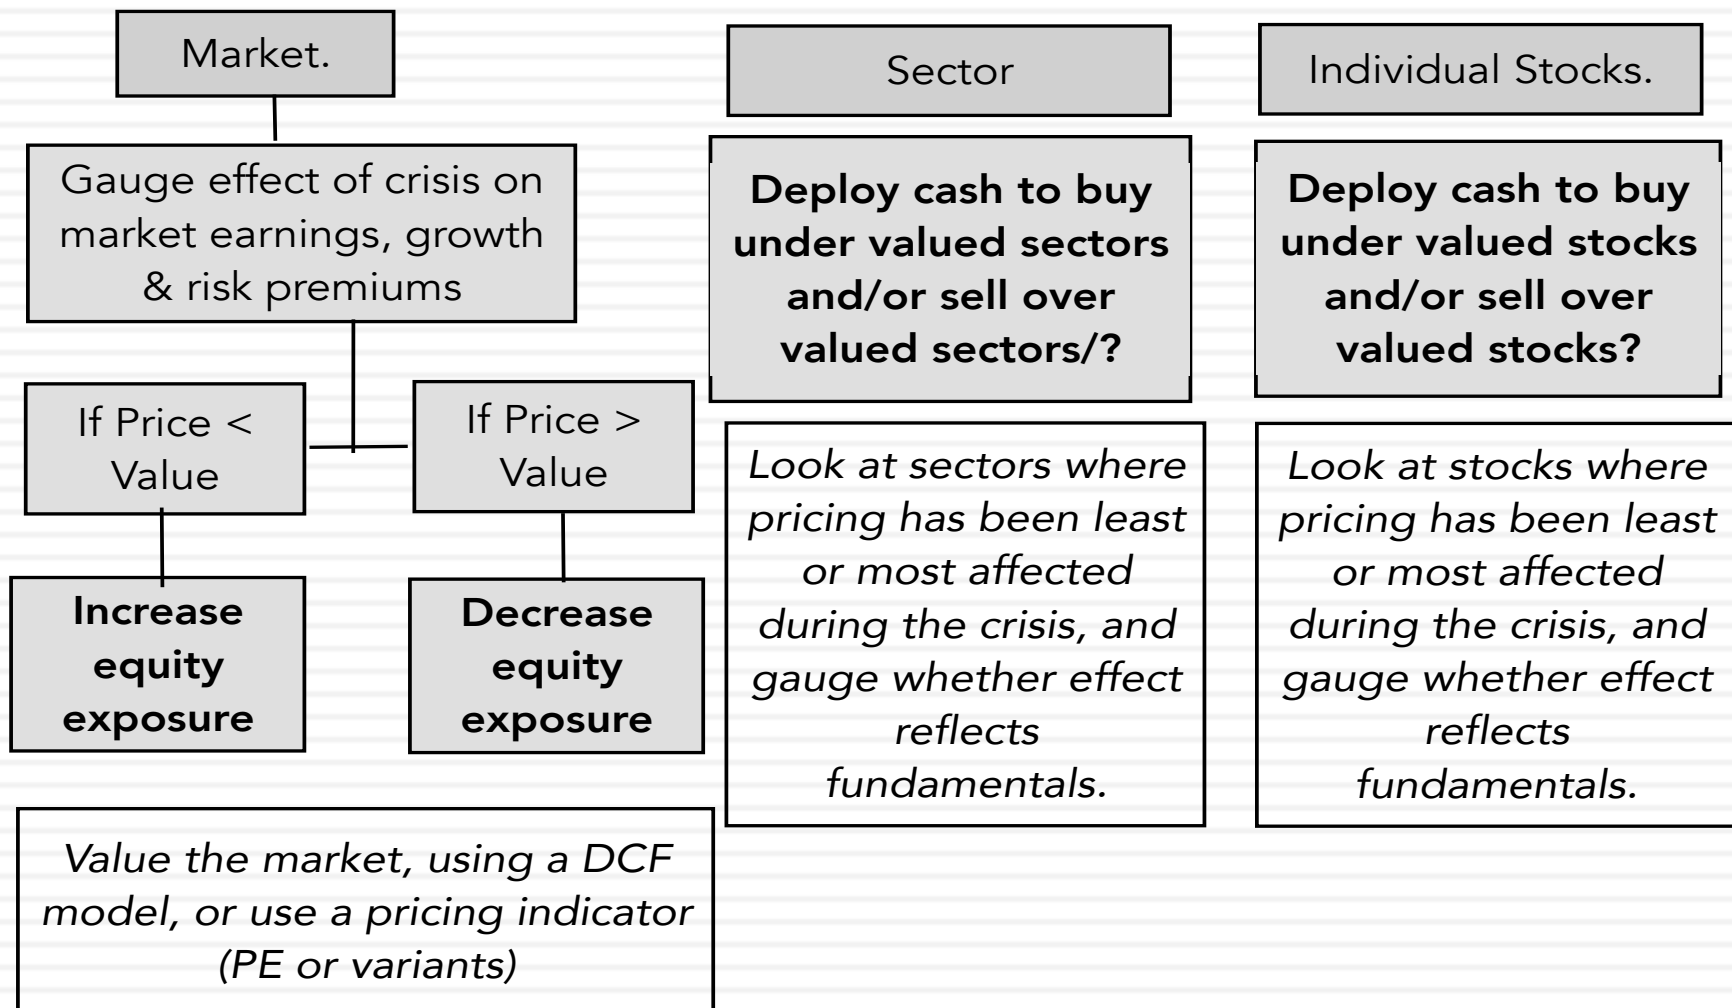 Market.
Gauge effect of crisis on
market earnings, growth
& risk premiums
If Price <
Value
If Price >
Value
Increase
equity
exposure
Decrease
equity
exposure
Value the market, using a DCF
model, or use a pricing indicator
(PE or variants)
Sector
Deploy cash to buy
under valued sectors
and/or sell over
valued sectors/?
Look at sectors where
pricing has been least
or most affected
during the crisis, and
gauge whether effect
reflects
fundamentals.
Individual Stocks.
Deploy cash to buy
under valued stocks
and/or sell over
valued stocks?
Look at stocks where
pricing has been least
or most affected
during the crisis, and
gauge whether effect
reflects
fundamentals.